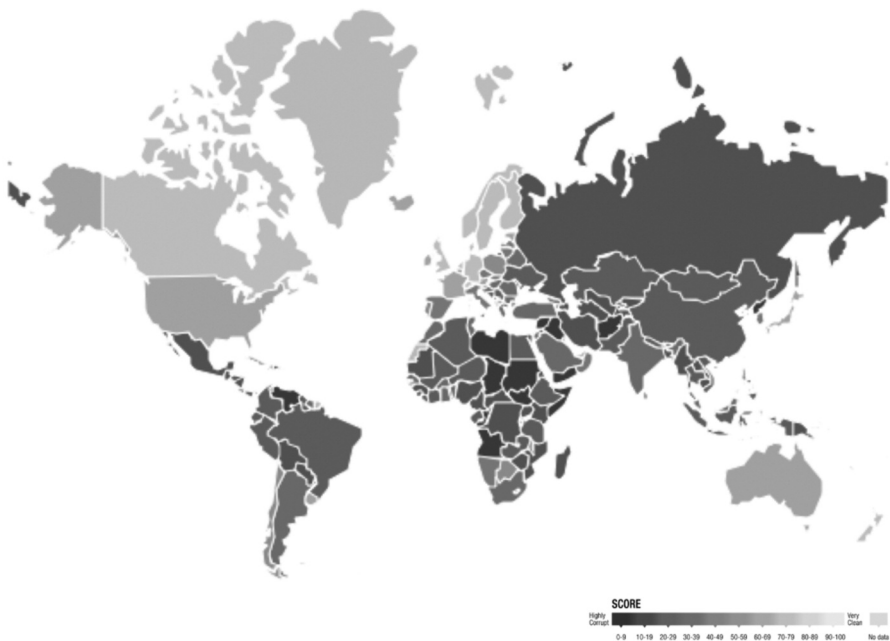 SCORE
Highly
Corrupt
Very
Clean
0-9 10-19 20-29 30-39 40-49 50-59 60-69 70-79 80-89 90-100 No data